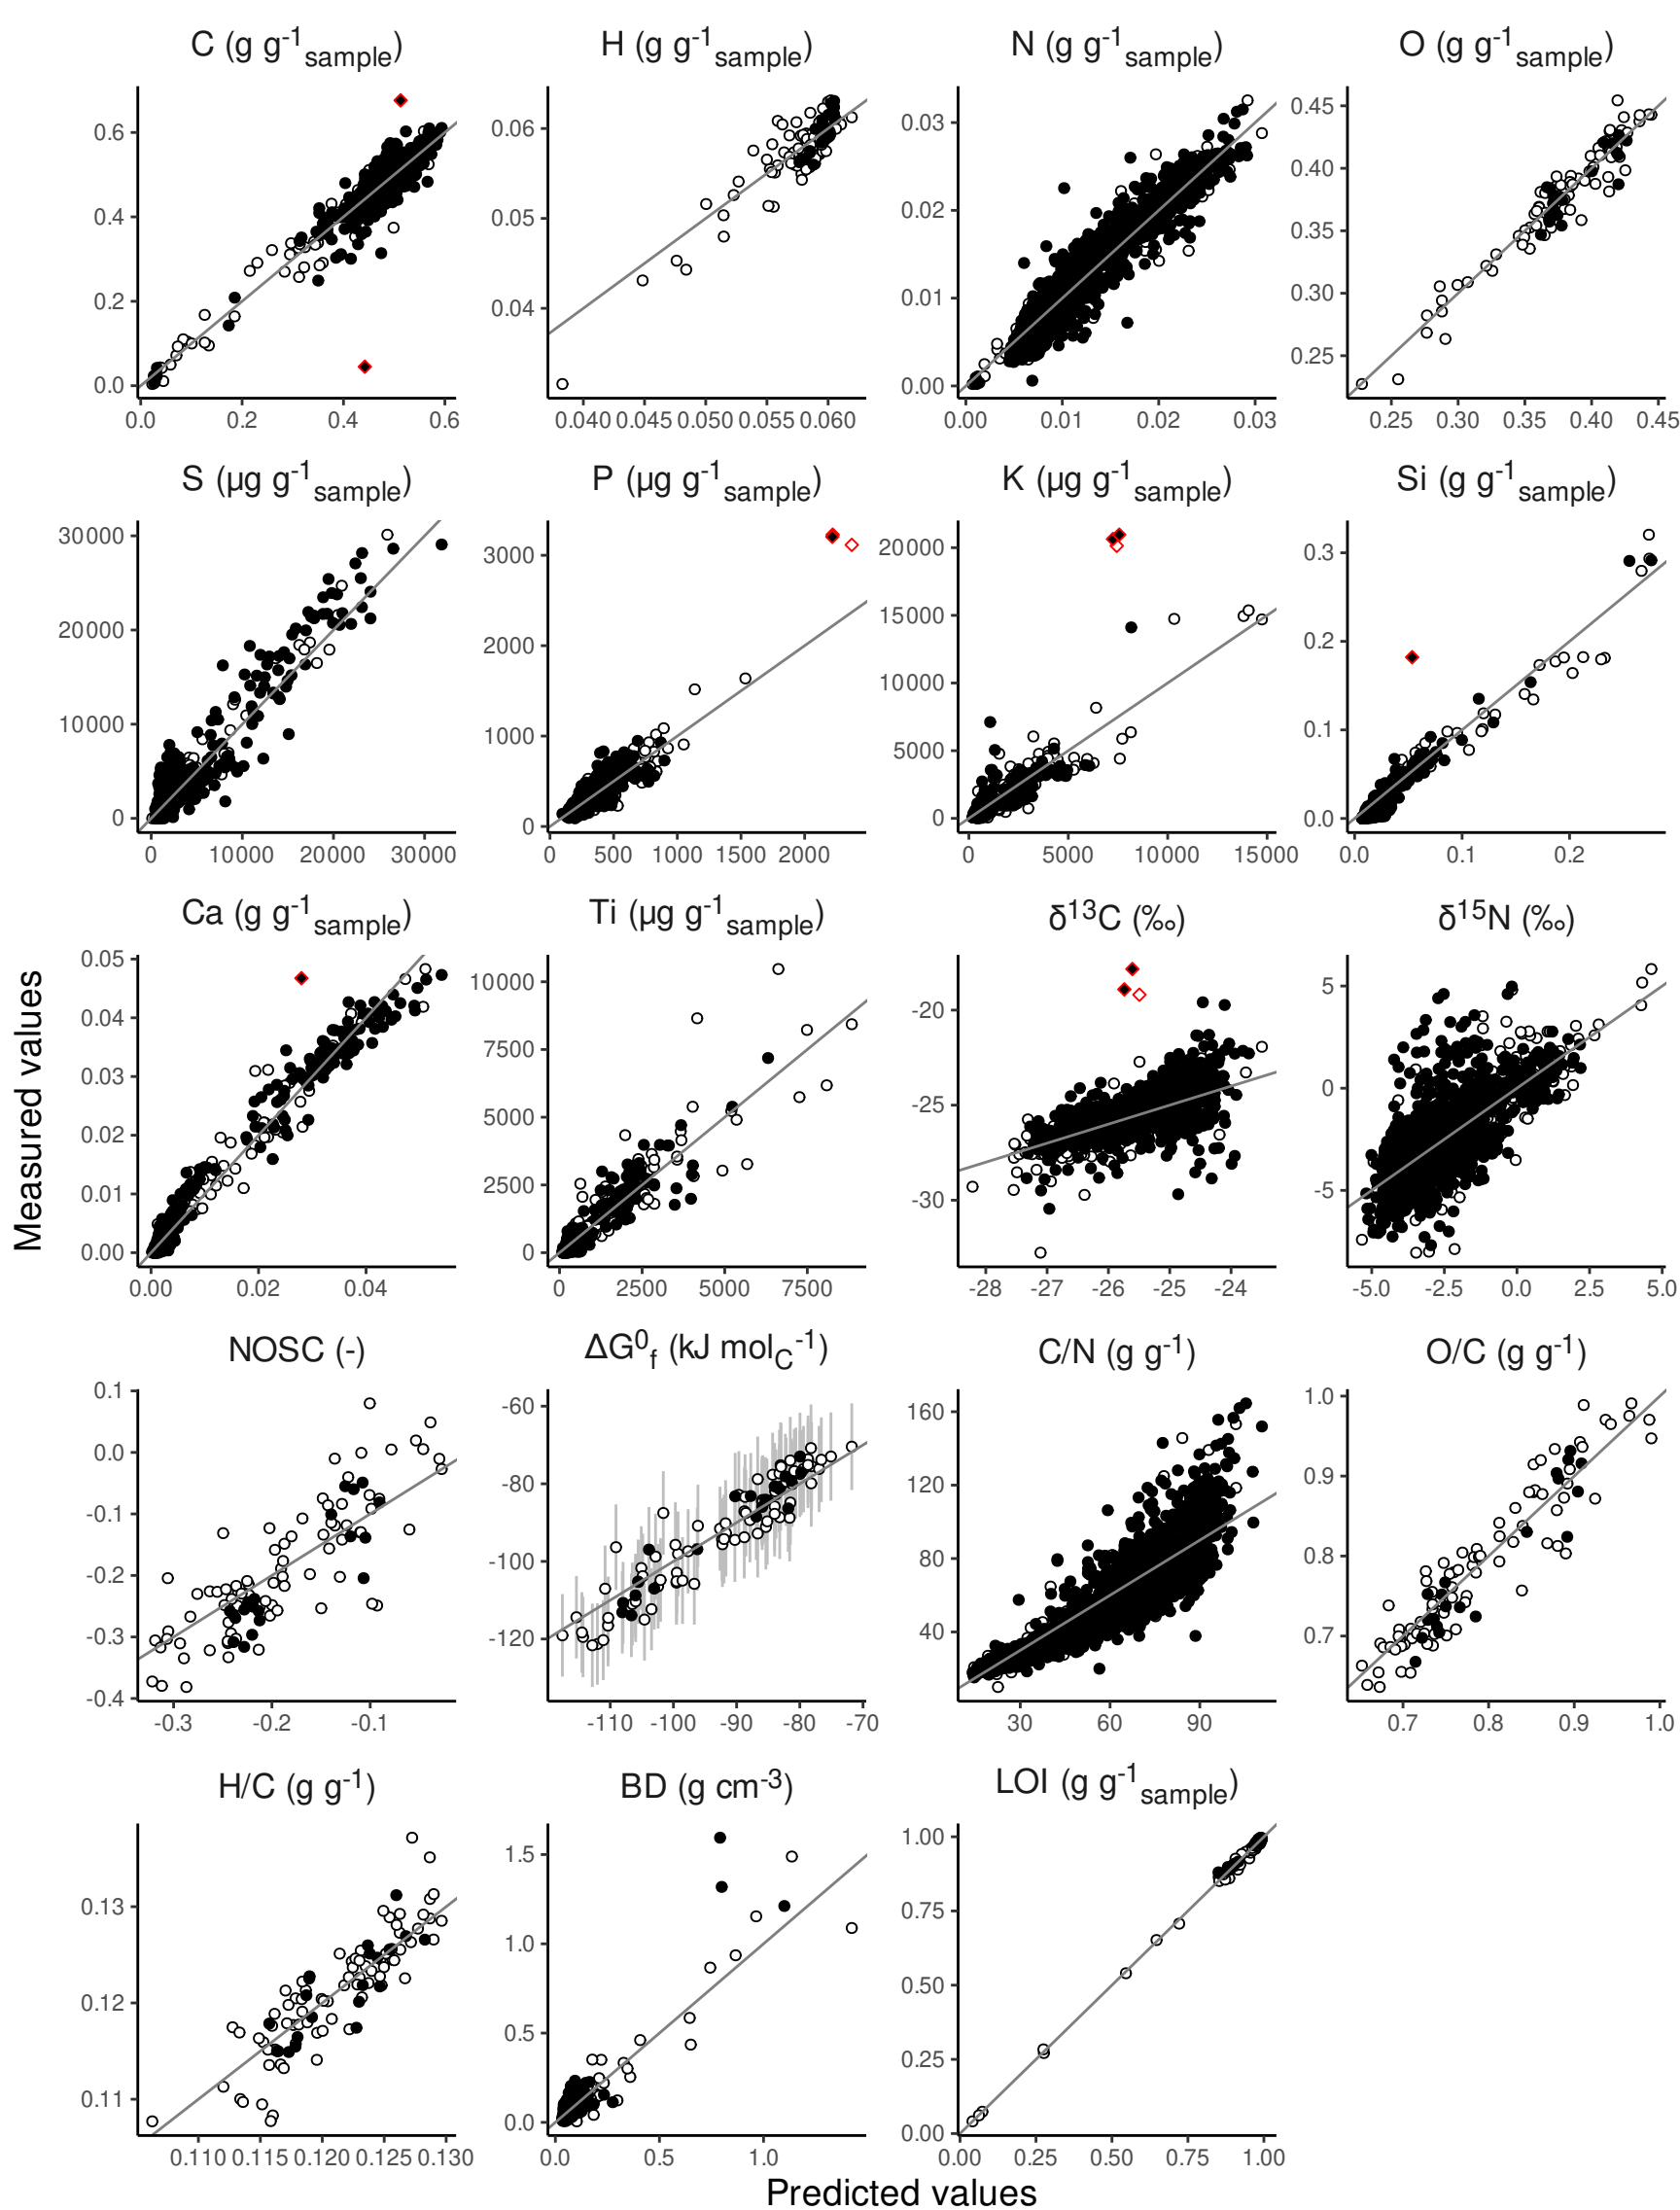 C (g g-1sample)
H (g g-1sample)
N (g g-1sample)
O (g g-1sample)
0.6
0.4
0.2
0.0
0.0 0.2 0.4 0.6
0.06
0.05
0.04
0.040 0.045 0.050 0.055 0.060
0.03
0.02
0.01
0.00
0.00 0.01 0.02 0.03
0.45
0.40
0.35
0.30
0.25
0.25 0.30 0.35 0.40 0.45
S (µg g-1sample)
P (µg g-1sample)
K (µg g-1sample)
Si (g g-1sample)
30000
20000
10000
0
0 10000 20000 30000
3000
2000
1000
0
0 500 1000 1500 2000
20000
15000
10000
5000
0
0 5000 10000 15000
0.3
0.2
0.1
0.0
0.0 0.1 0.2
Ca (g g-1sample)
Ti (µg g-1sample)
δ13C (‰)
δ15N (‰)
0.05
0.04
0.03
0.02
0.01
0.00
0.00 0.02 0.04
10000
7500
5000
2500
0
0 2500 5000 7500
-20
-25
-30
-28 -27 -26 -25 -24
5
0
-5
-5.0 -2.5 0.0 2.5 5.0
Measured values
NOSC (-)
ΔG0f (kJ molC-1)
C/N (g g-1)
O/C (g g-1)
0.1
0.0
-0.1
-0.2
-0.3
-0.4
-0.3 -0.2 -0.1
-60
-80
-100
-120
-110 -100 -90 -80 -70
160
120
80
40
30 60 90
1.0
0.9
0.8
0.7
0.7 0.8 0.9 1.0
H/C (g g-1)
BD (g cm-3)
LOI (g g-1sample)
0.13
0.12
0.11
0.110 0.115 0.120 0.125 0.130
1.5
1.0
0.5
0.0
0.0 0.5 1.0
1.00
0.75
0.50
0.25
0.00
0.00 0.25 0.50 0.75 1.00
Predicted values